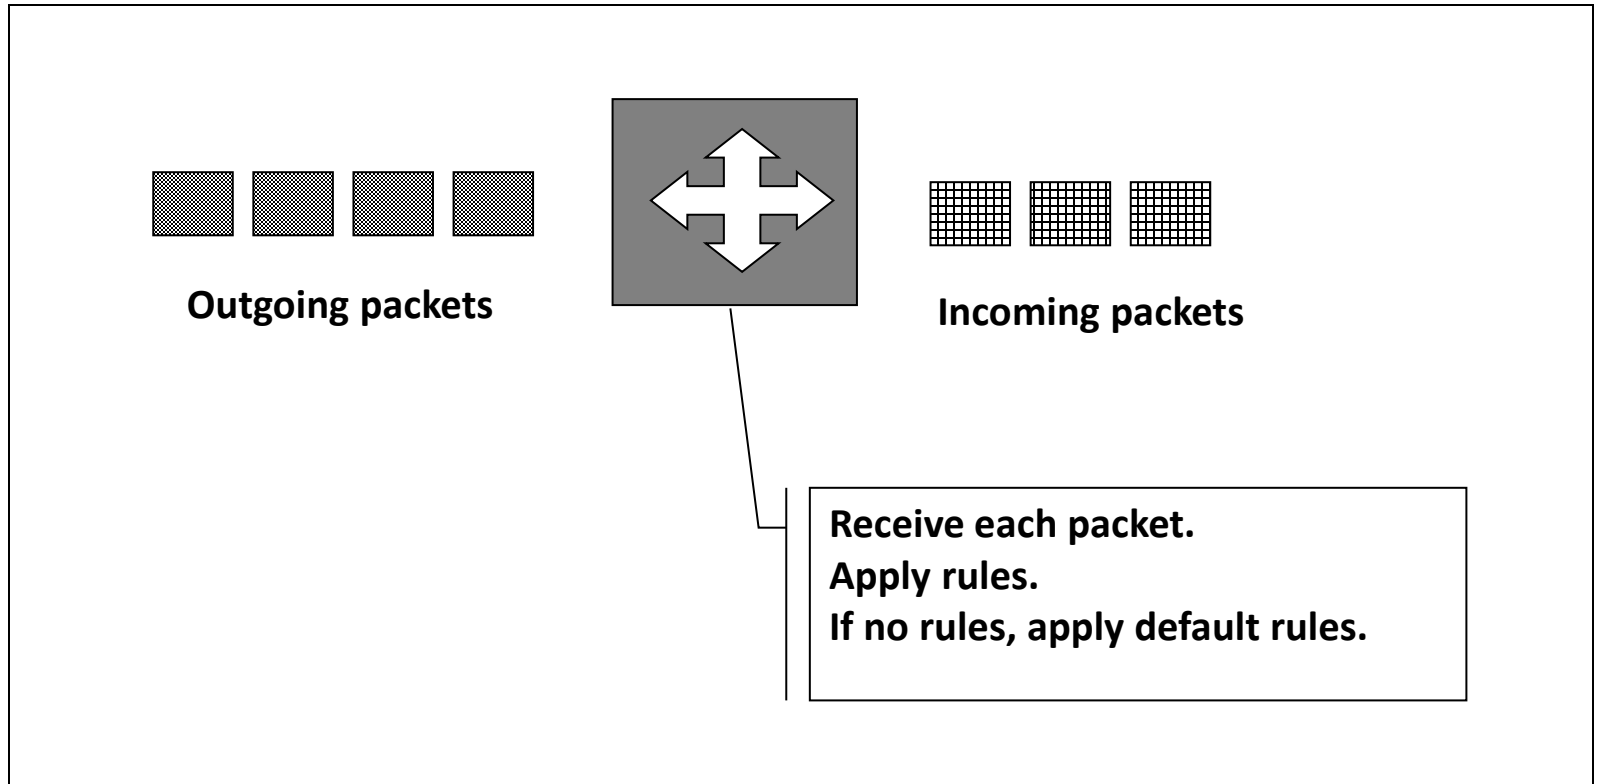 Outgoing packets
Incoming packets
Receive each packet.
Apply rules.
If no rules, apply default rules.